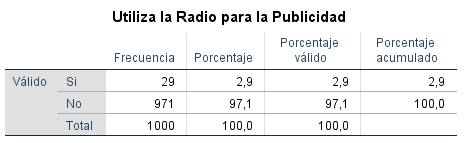 Utiliza la Radio para la Publicidad
Frecuencia Porcentaje Porcentaje válido Porcentaje acumulado
Válido Si 29 2,9 2,9 2,9
No 971 97,1 97,1 100,0
Total 1000 100,0 100,0